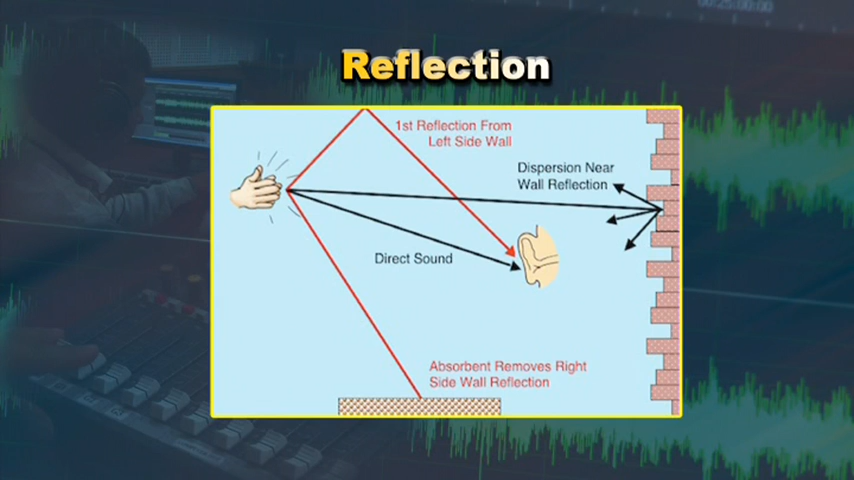 Reflection
1st Reflection From
Left Side Wall
Dispersion Near
Wall Reflection
Direct Sound
Absorbent Removes Right
Side Wall Reflection